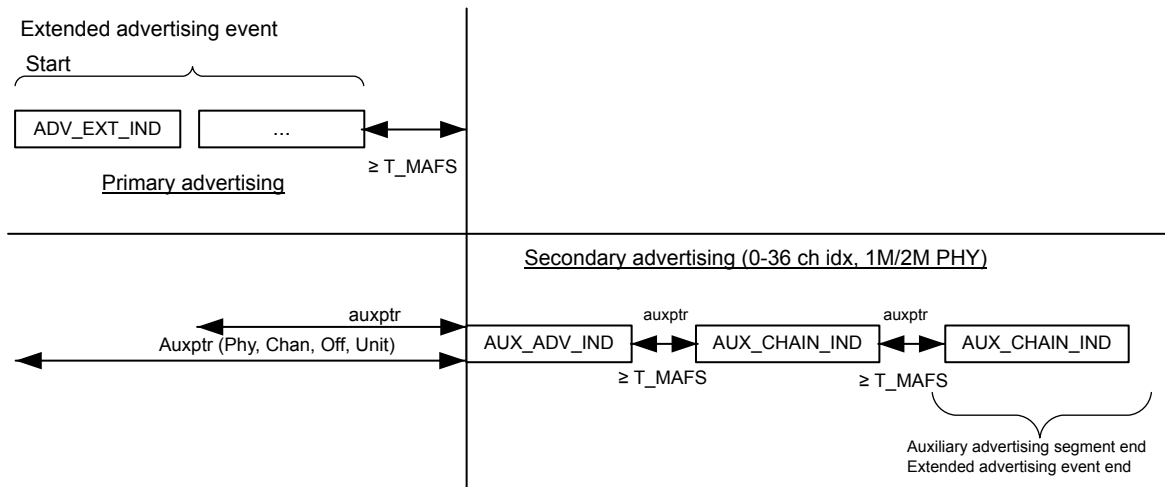 Extended advertising event
Start
ADV_EXT_IND
...
≥ T_MAFS
Primary advertising
Secondary advertising (0-36 ch idx, 1M/2M PHY)
auxptr
Auxptr (Phy, Chan, Off, Unit)
AUX_ADV_IND
auxptr
≥ T_MAFS
AUX_CHAIN_IND
auxptr
≥ T_MAFS
AUX_CHAIN_IND
Auxiliary advertising segment end
Extended advertising event end